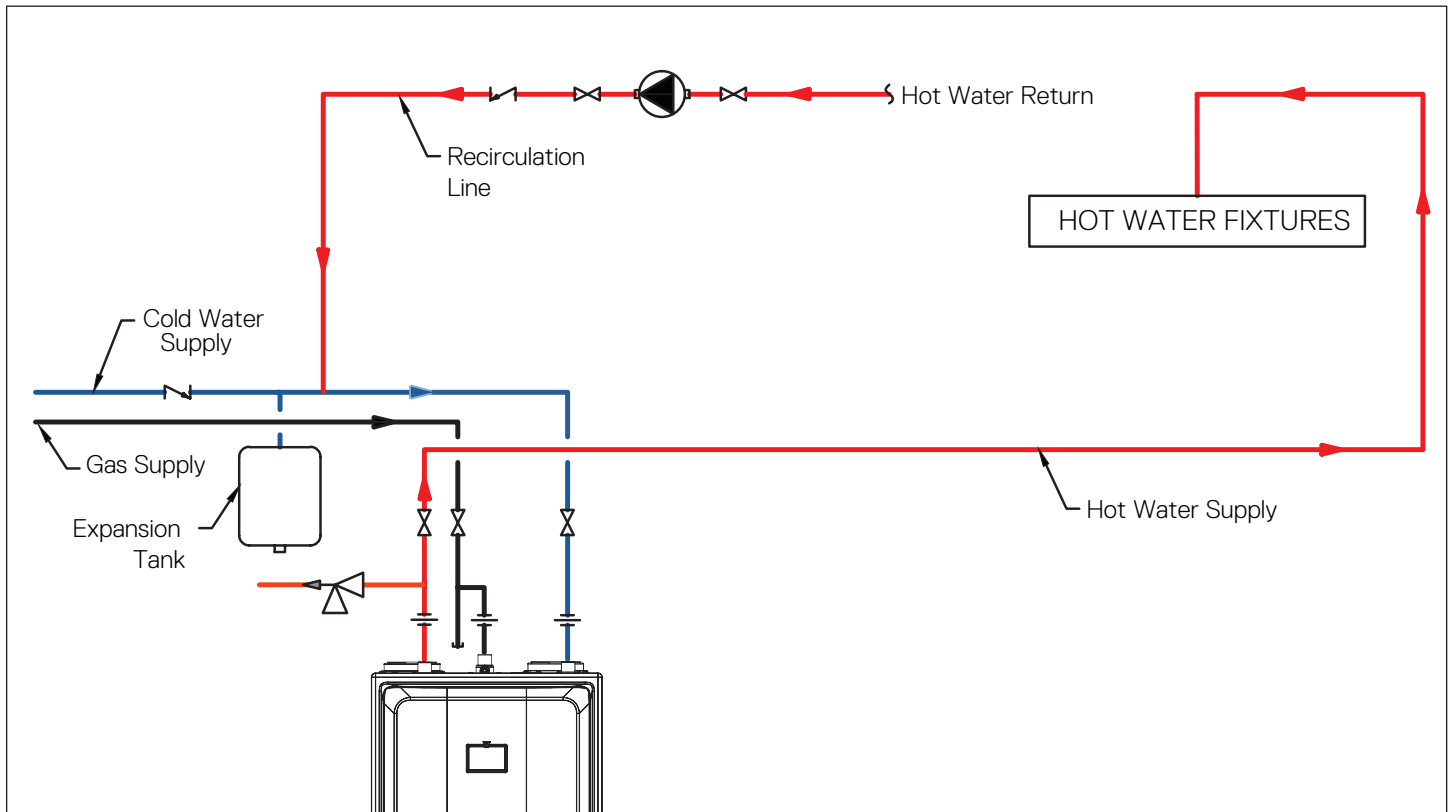 Hot Water Return
Recirculation
Line
HOT WATER FIXTURES
Cold Water
Supply
Gas Supply
Expansion
Tank
Hot Water Supply